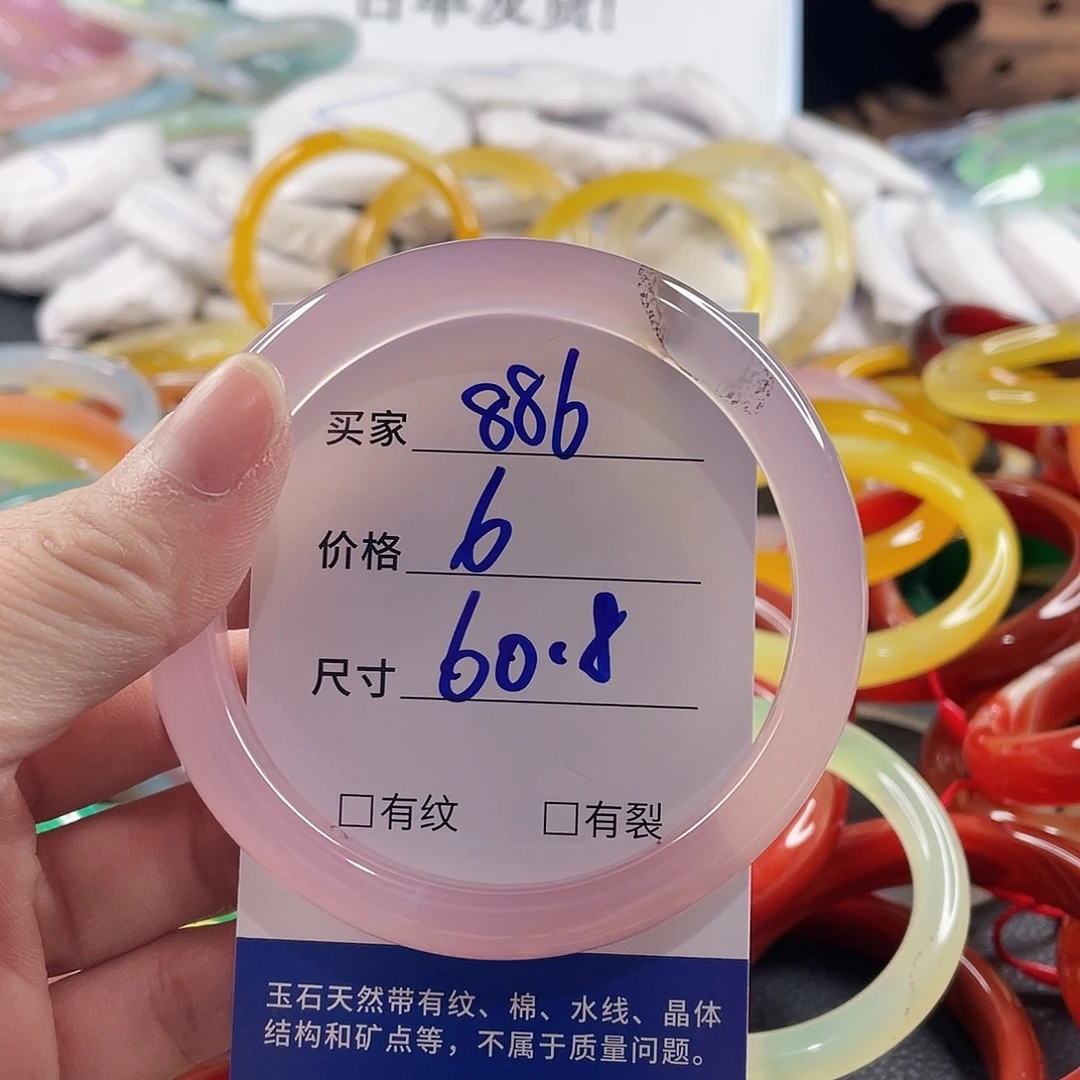 买家 886
价格 6
尺寸 60.8
□有纹 □有裂
玉石天然带有纹、棉、水线、晶体
结构和矿点等，不属于质量问题。